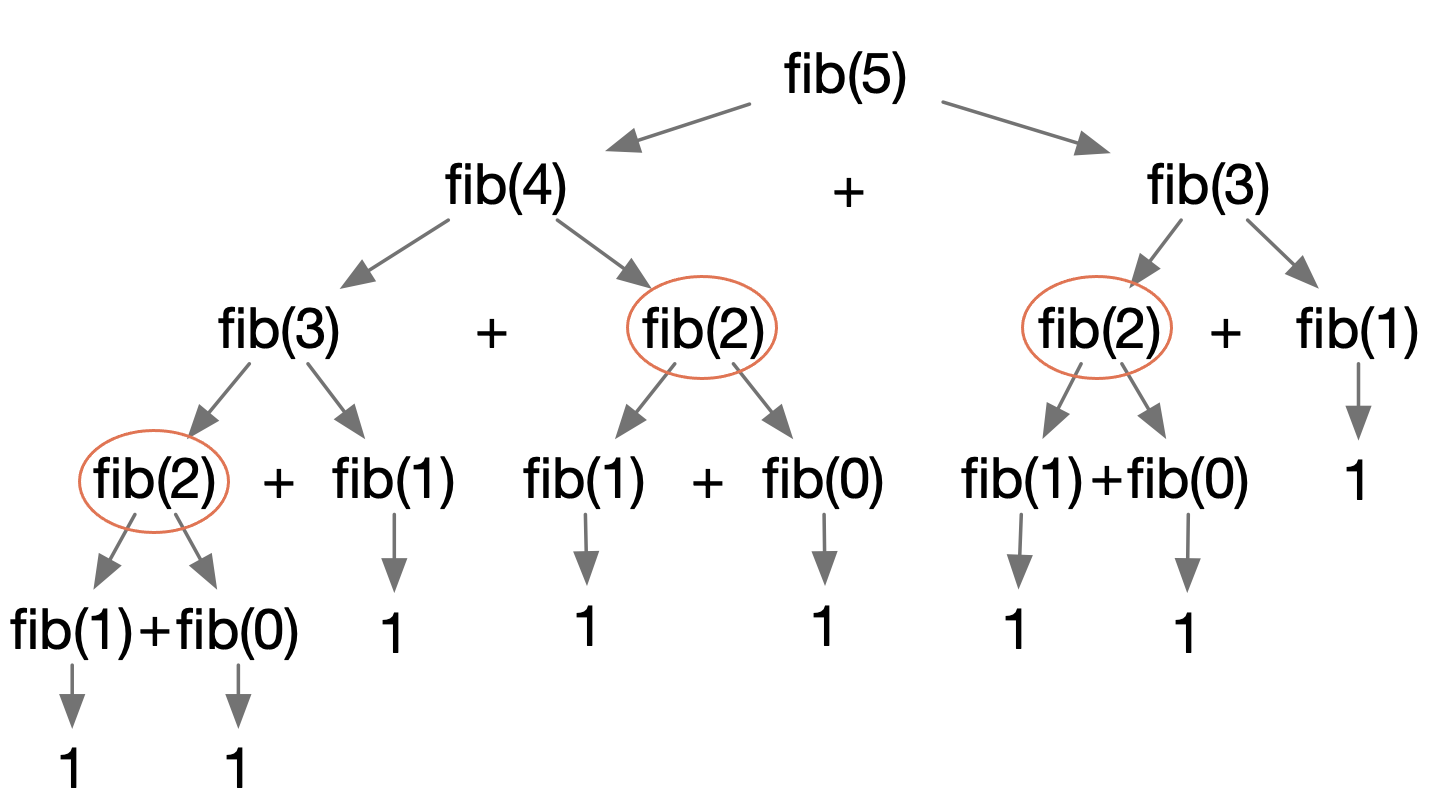 fib(5)
fib(4) + fib(3)
fib(3) + fib(2) fib(2) + fib(1)
fib(2) + fib(1) fib(1) + fib(0) fib(1)+fib(0) 1
fib(1)+fib(0) 1 1 1 1 1
1 1